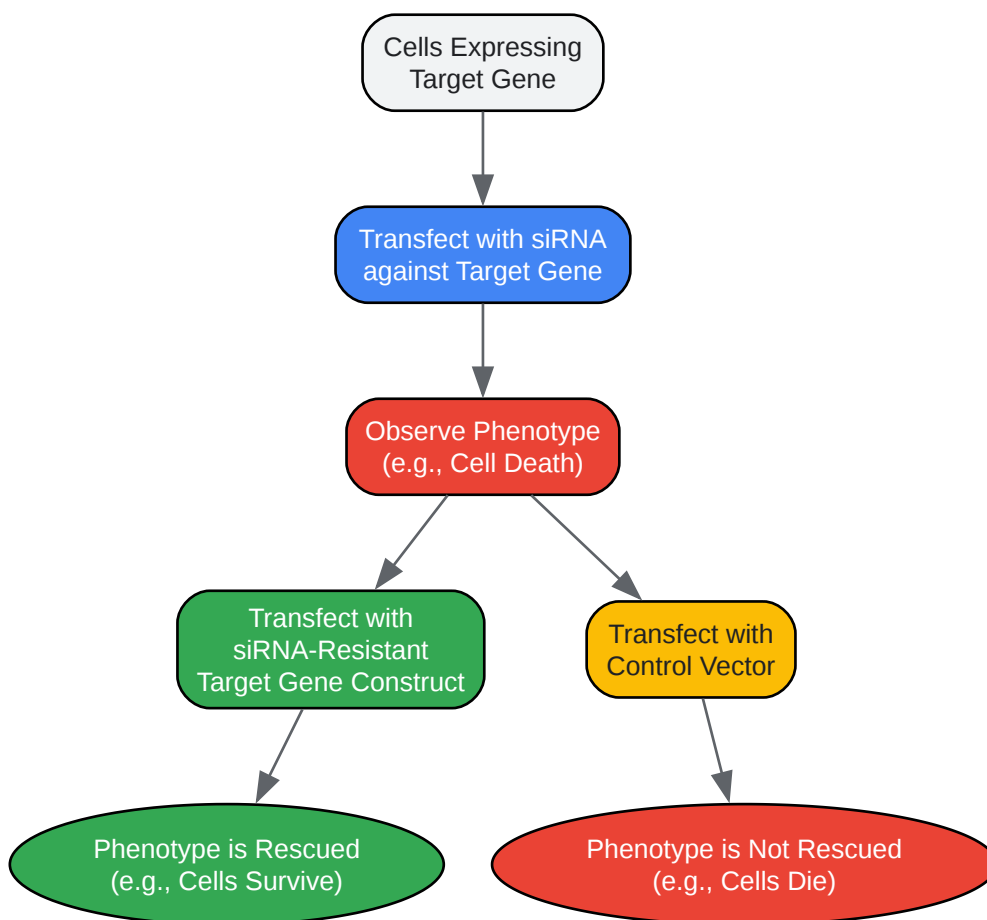 Cells Expressing
Target Gene
Transfect with siRNA
against Target Gene
Observe Phenotype
(e.g., Cell Death)
Transfect with
siRNA-Resistant
Target Gene Construct
Transfect with
Control Vector
Phenotype is Rescued
(e.g., Cells Survive)
Phenotype is Not Rescued
(e.g., Cells Die)